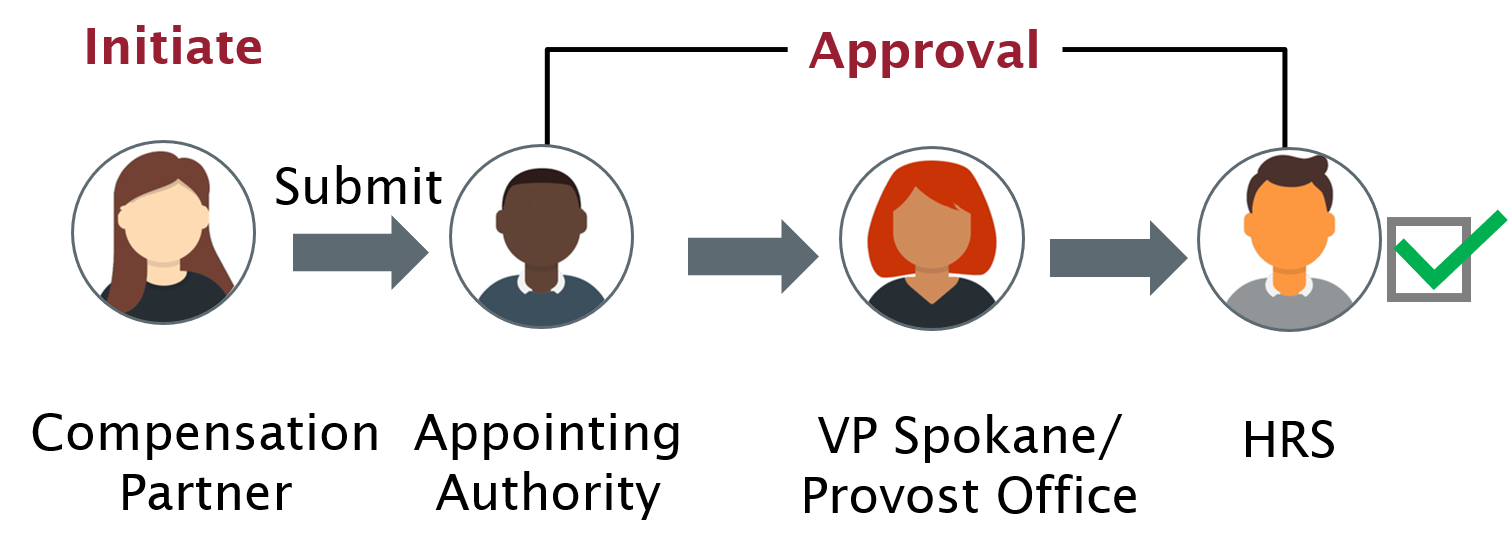 Initiate
Approval
Submit
Compensation
Partner
Appointing
Authority
VP Spokane/
Provost Office
HRS